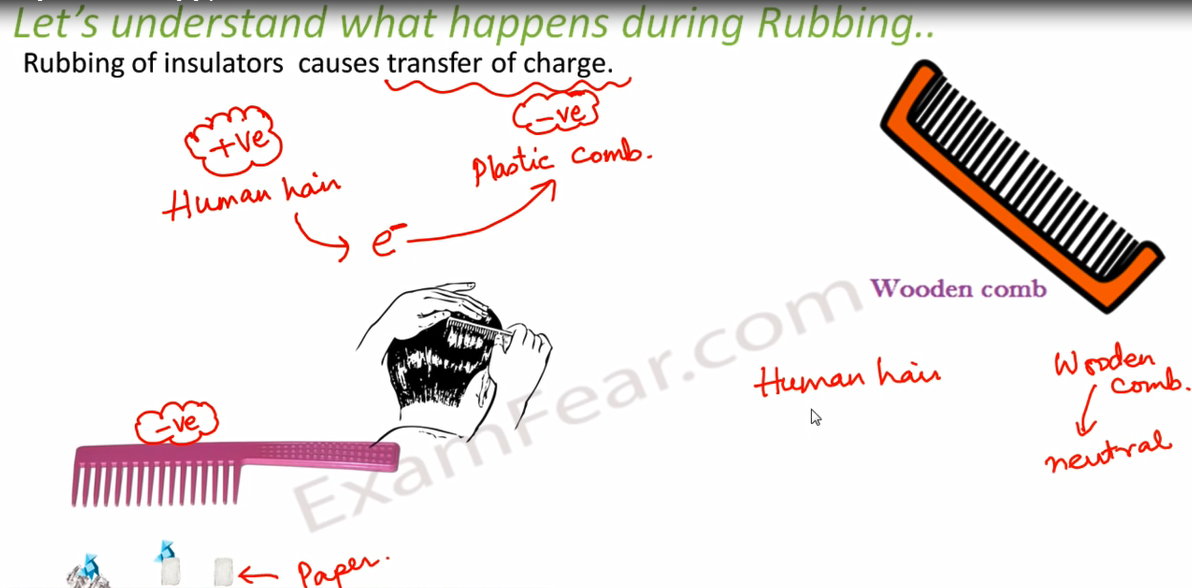 Let's understand what happens during Rubbing..
Rubbing of insulators causes transfer of charge.
+ve
-ve
Human hair
Plastic comb.
e-
Wooden comb
Human hair
Wooden comb.
neutral
-ve
Paper.
ExamFear.com